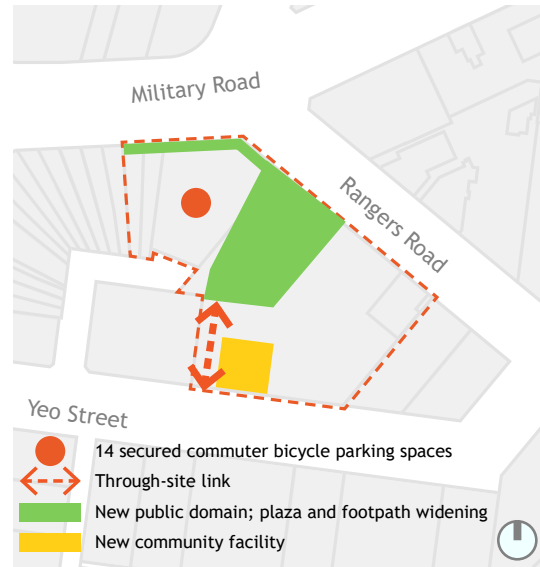 Military Road
Rangers Road
Yeo Street
14 secured commuter bicycle parking spaces
Through-site link
New public domain; plaza and footpath widening
New community facility